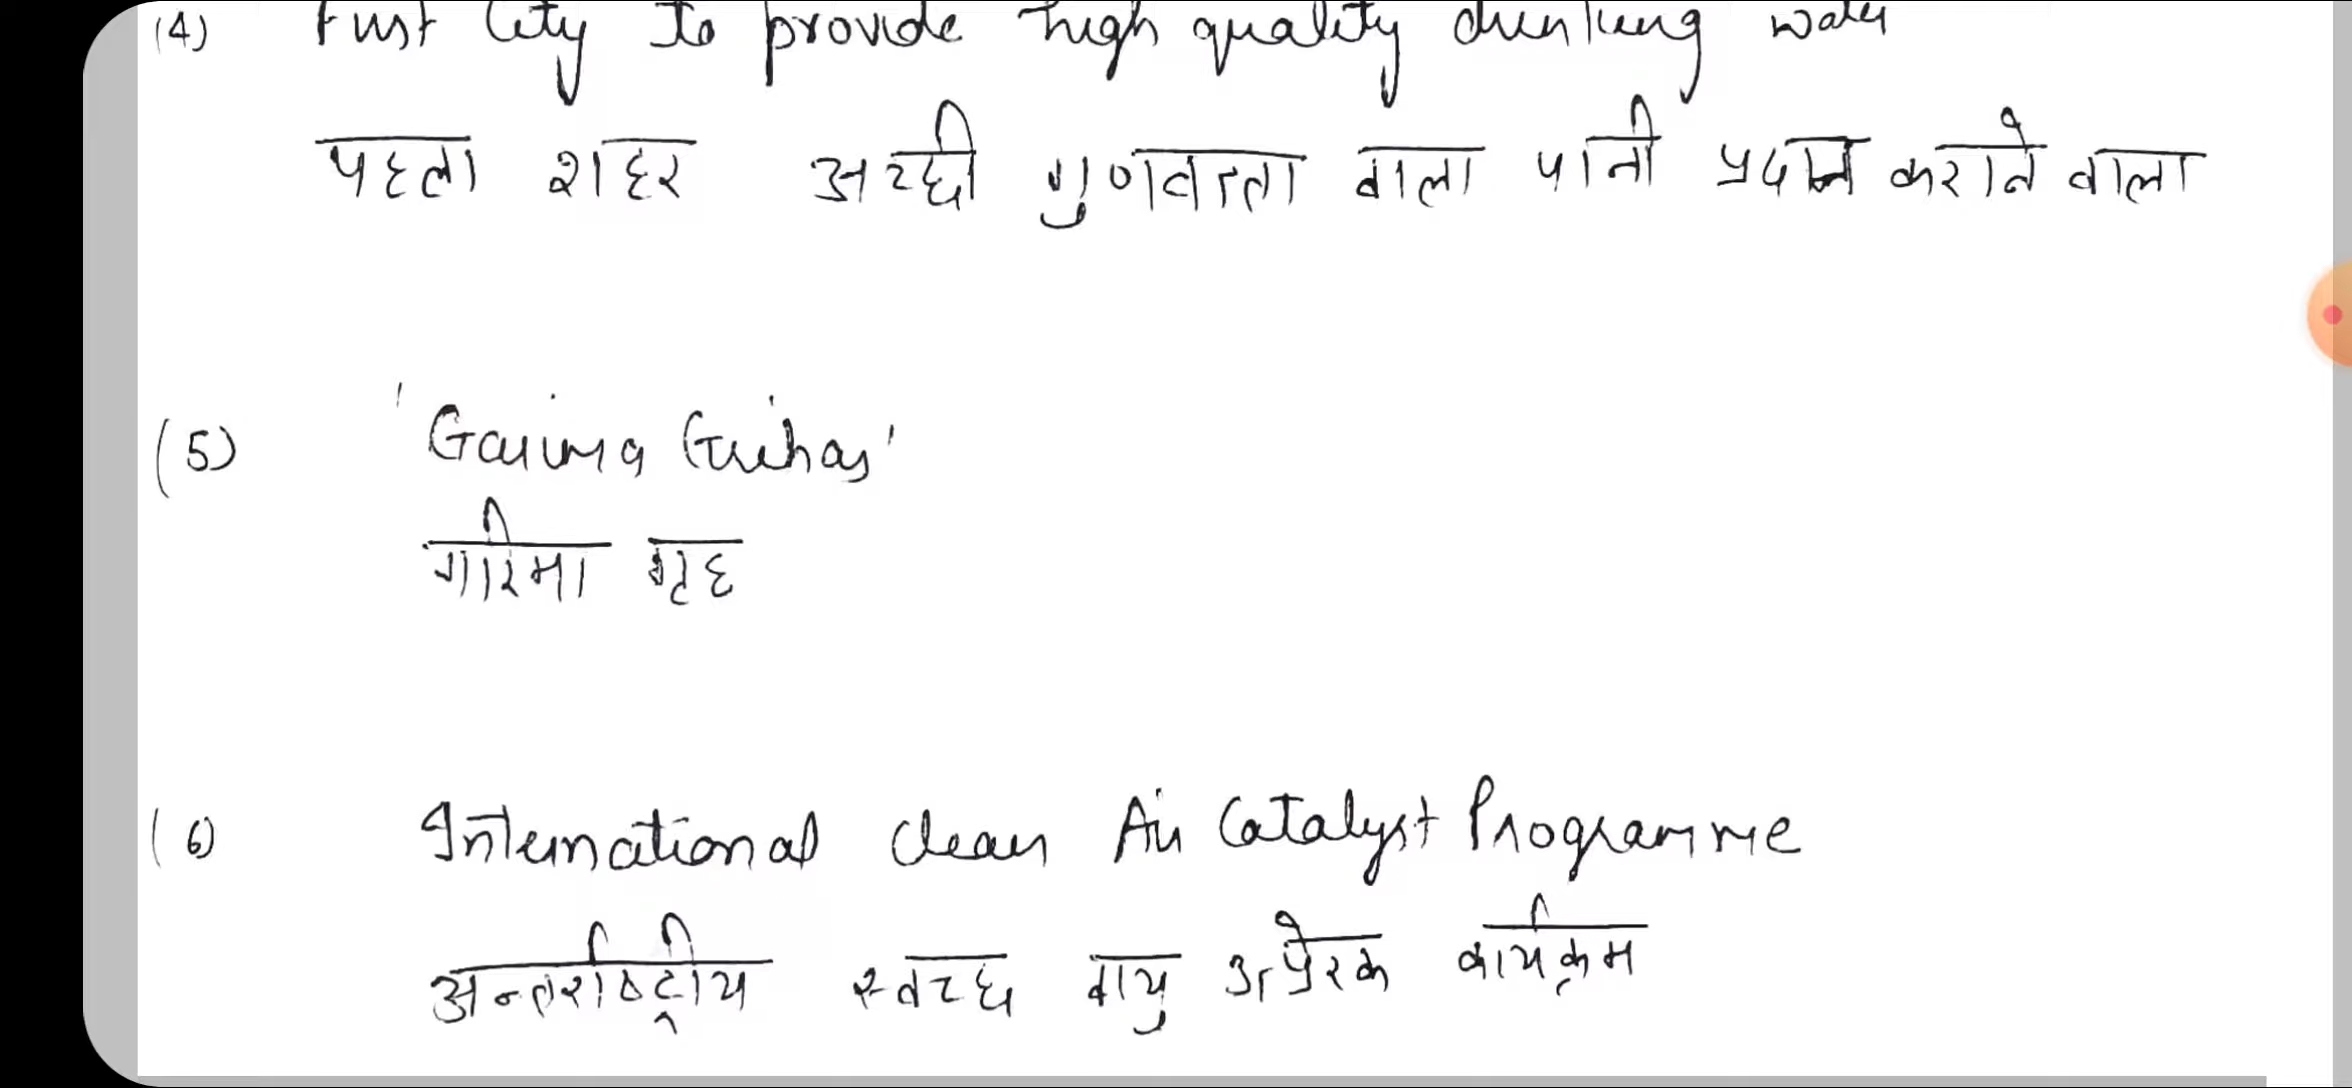 (4) First City to provide high quality drinking water
पहला शहर अच्छी गुणवत्ता वाला पानी प्रदान कराने वाला
(5) 'Garima Grihas'
गरिमा गृह
(6) International Clean Air Catalyst Programme
अन्तर्राष्ट्रीय स्वच्छ वायु उत्प्रेरक कार्यक्रम